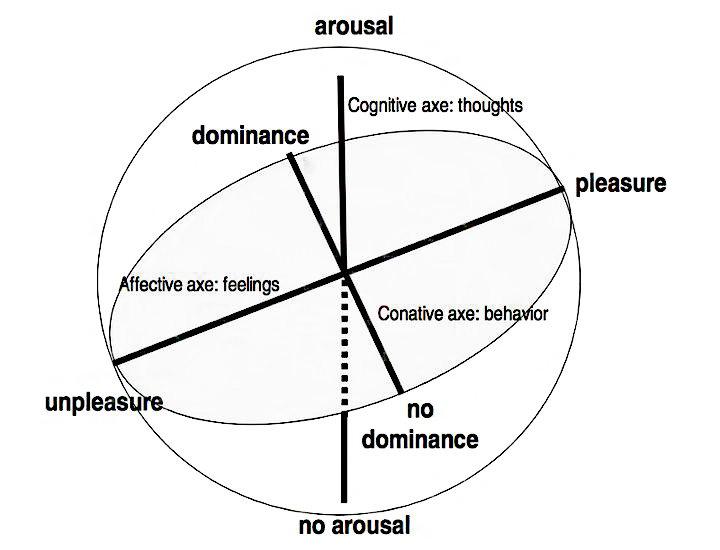 arousal
Cognitive axe: thoughts
dominance
pleasure
Affective axe: feelings
Conative axe: behavior
unpleasure
no
dominance
no arousal